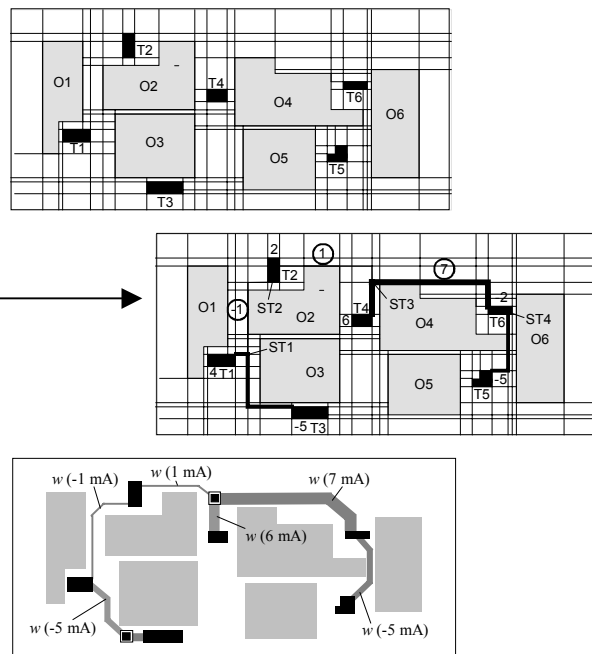 T2
O1
O2
T4
T6
O4
O6
T1
O3
O5
T5
T3
2
1
7
T2
-2
O1
-1
ST2
T4
ST3
T6
ST4
O2
6
O4
O6
ST1
4
T1
O3
O5
T5
-5
-5
T3
w (-1 mA)
w (1 mA)
w (7 mA)
w (6 mA)
w (-5 mA)
w (-5 mA)